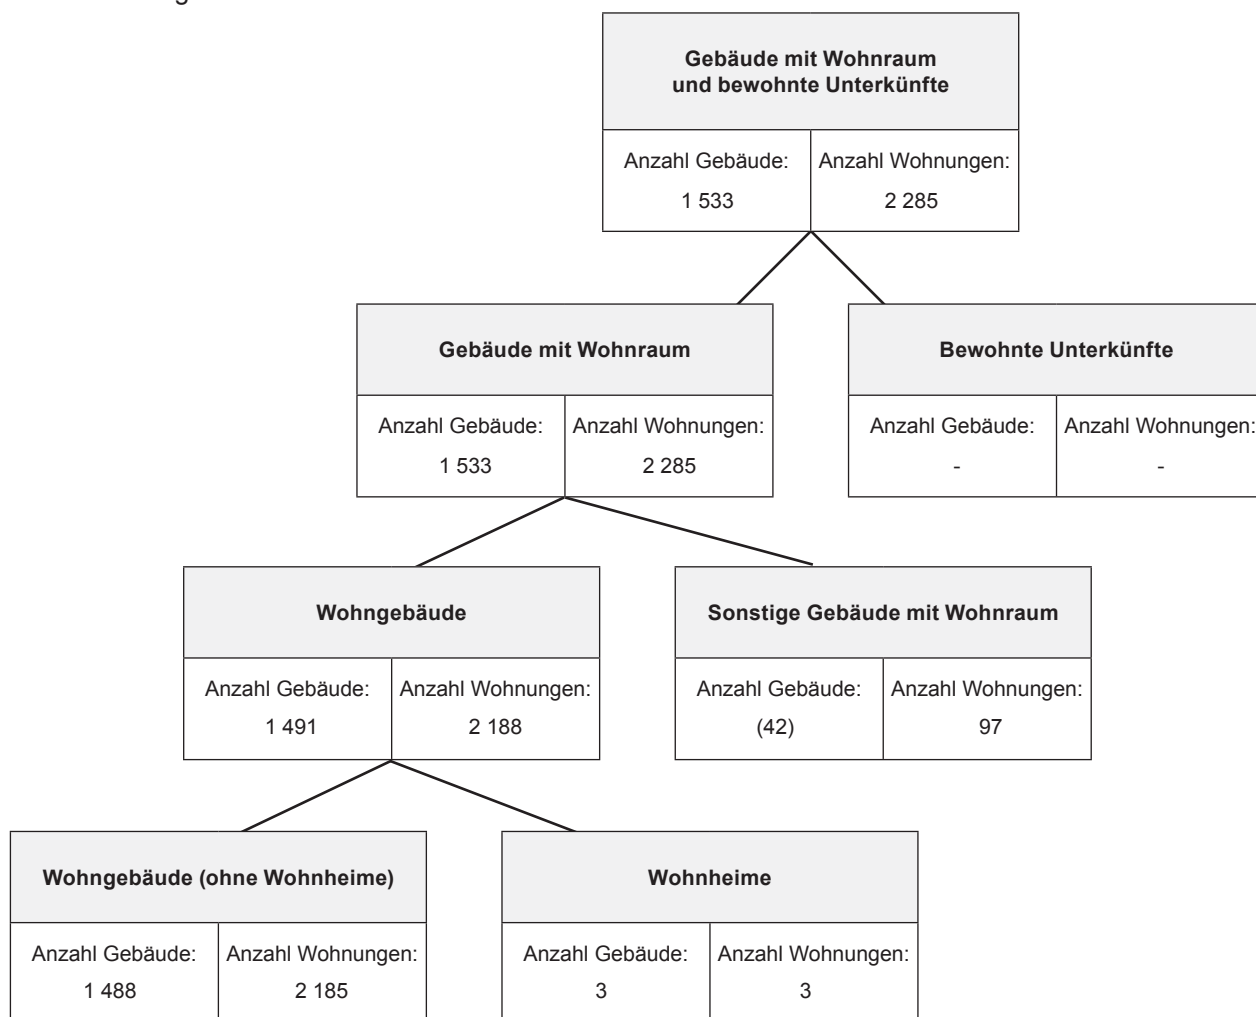 Gebäude mit Wohnraum
und bewohnte Unterkünfte
Anzahl Gebäude: Anzahl Wohnungen:
1 533 2 285
Gebäude mit Wohnraum Bewohnte Unterkünfte
Anzahl Gebäude: Anzahl Wohnungen: Anzahl Gebäude: Anzahl Wohnungen:
1 533 2 285 - -
Wohngebäude Sonstige Gebäude mit Wohnraum
Anzahl Gebäude: Anzahl Wohnungen: Anzahl Gebäude: Anzahl Wohnungen:
1 491 2 188 (42) 97
Wohngebäude (ohne Wohnheime) Wohnheime
Anzahl Gebäude: Anzahl Wohnungen: Anzahl Gebäude: Anzahl Wohnungen:
1 488 2 185 3 3